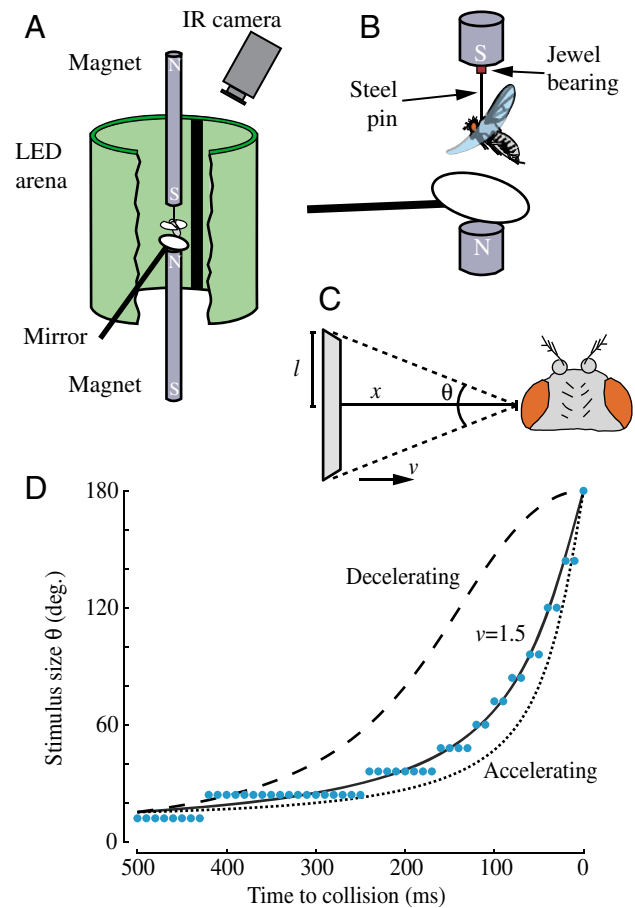 A
IR camera
Magnet
N
LED
arena
S
N
Mirror
Magnet
S
B
S
Jewel
bearing
Steel
pin
N
C
l
x
θ
v
D
Stimulus size θ (deg.)
180
120
60
0
Decelerating
v=1.5
Accelerating
500
400
300
200
100
0
Time to collision (ms)